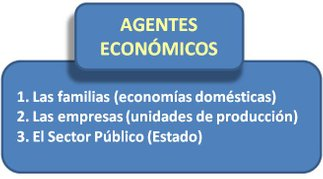 AGENTES
ECONÓMICOS
1. Las familias (economías domésticas)
2. Las empresas (unidades de producción)
3. El Sector Público (Estado)